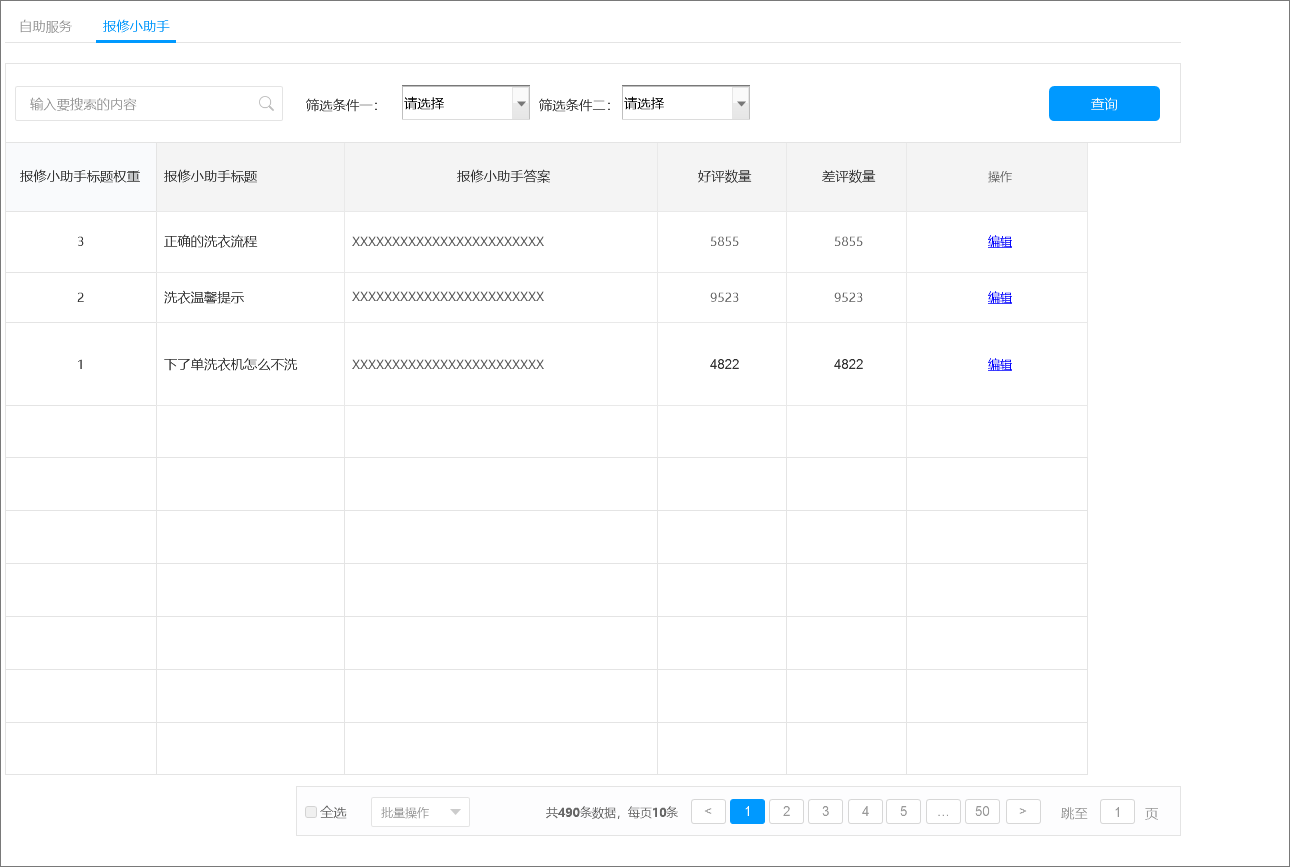 自助服务 报修小助手
输入要搜索的内容 筛选条件一： 请选择 筛选条件二： 请选择 查询
报修小助手标题权重 报修小助手标题 报修小助手答案 好评数量 差评数量 操作
3 正确的洗衣流程 XXXXXXXXXXXXXXXXXXXXXXXX 5855 5855 编辑
2 洗衣温馨提示 XXXXXXXXXXXXXXXXXXXXXXXX 9523 9523 编辑
1 下了单洗衣机怎么不洗 XXXXXXXXXXXXXXXXXXXXXXXX 4822 4822 编辑
全选 批量操作 共490条数据，每页10条 < 1 2 3 4 5 … 50 > 跳至 1 页